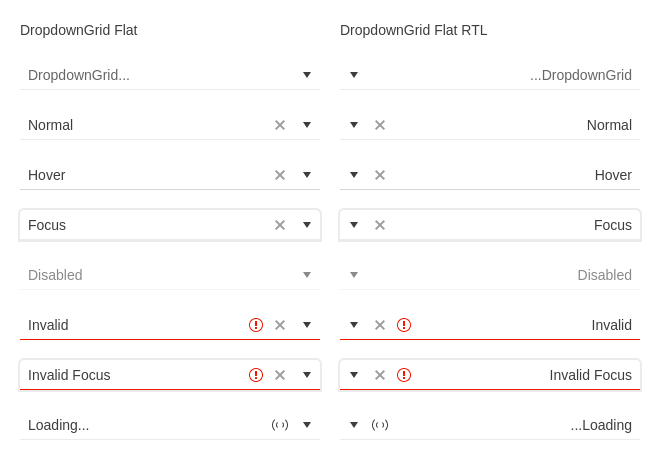 DropdownGrid Flat
DropdownGrid Flat RTL
DropdownGrid...
...DropdownGrid
Normal
Normal
Hover
Hover
Focus
Focus
Disabled
Disabled
Invalid
Invalid
Invalid Focus
Invalid Focus
Loading...
...Loading